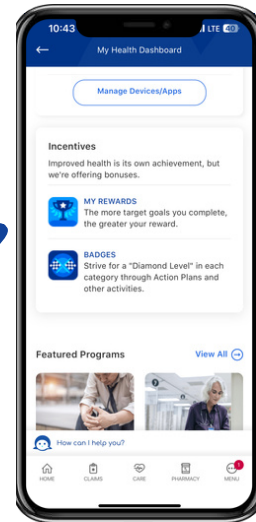 10:43
LTE 40
My Health Dashboard
Manage Devices/Apps
Incentives
Improved health is its own achievement, but
we're offering bonuses.
MY REWARDS
The more target goals you complete,
the greater your reward.
BADGES
Strive for a "Diamond Level" in each
category through Action Plans and
other activities.
Featured Programs
View All
How can I help you?
HOME
CLAIMS
CARE
PHARMACY
1
MENU